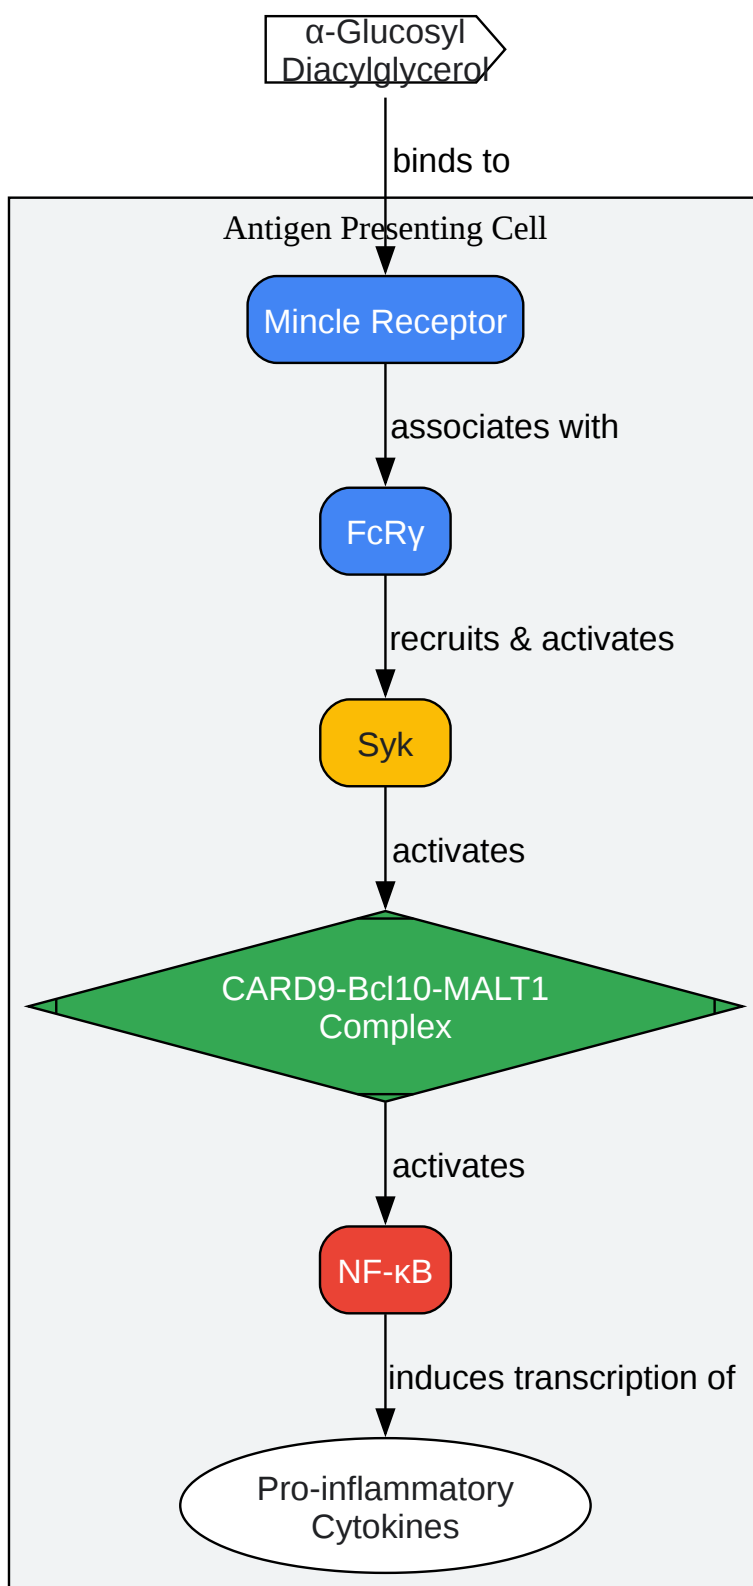 α-Glucosyl
Diacylglycerol
binds to
Antigen Presenting Cell
Mincle Receptor
associates with
FcRγ
recruits & activates
Syk
activates
CARD9-Bcl10-MALT1
Complex
activates
NF-κB
induces transcription of
Pro-inflammatory
Cytokines